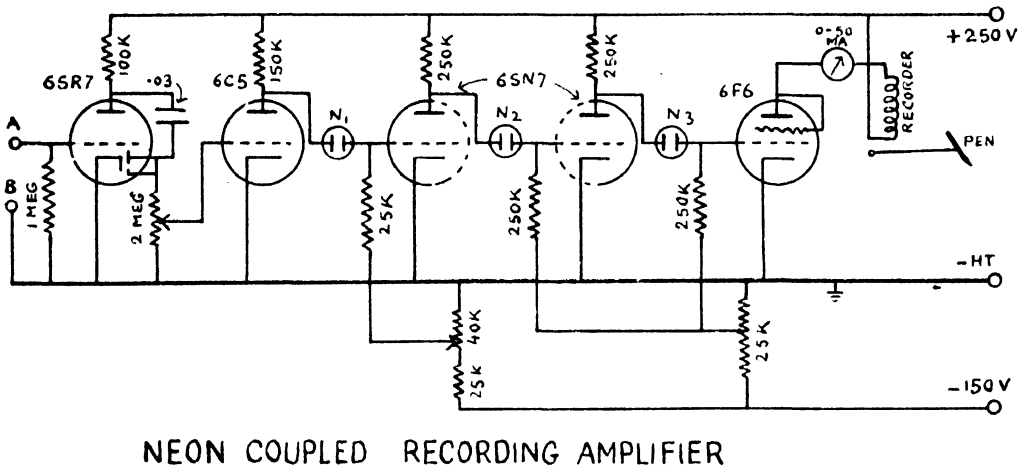 +250V
100K
150K
250K
250K
0-50
MA
6SR7
.03
6C5
6SN7
6F6
RECORDER
A
N1
N2
N3
PEN
B
1 MEG
2 MEG
25K
250K
250K
-HT
40K
25K
25K
-150V
NEON COUPLED RECORDING AMPLIFIER